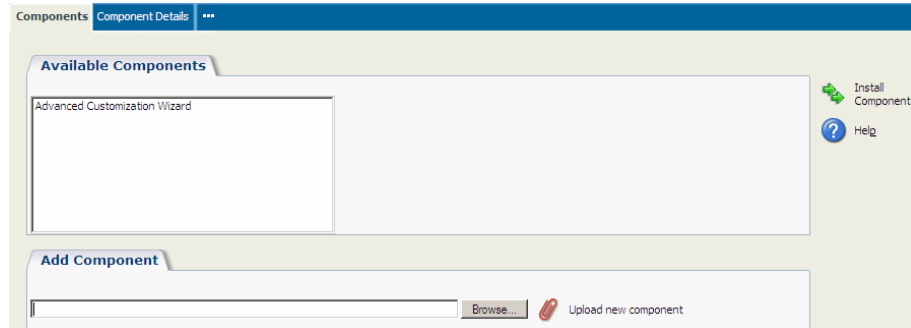 Components Component Details ...
Available Components
Advanced Customization Wizard
Install
Component
Help
Add Component
Browse... Upload new component